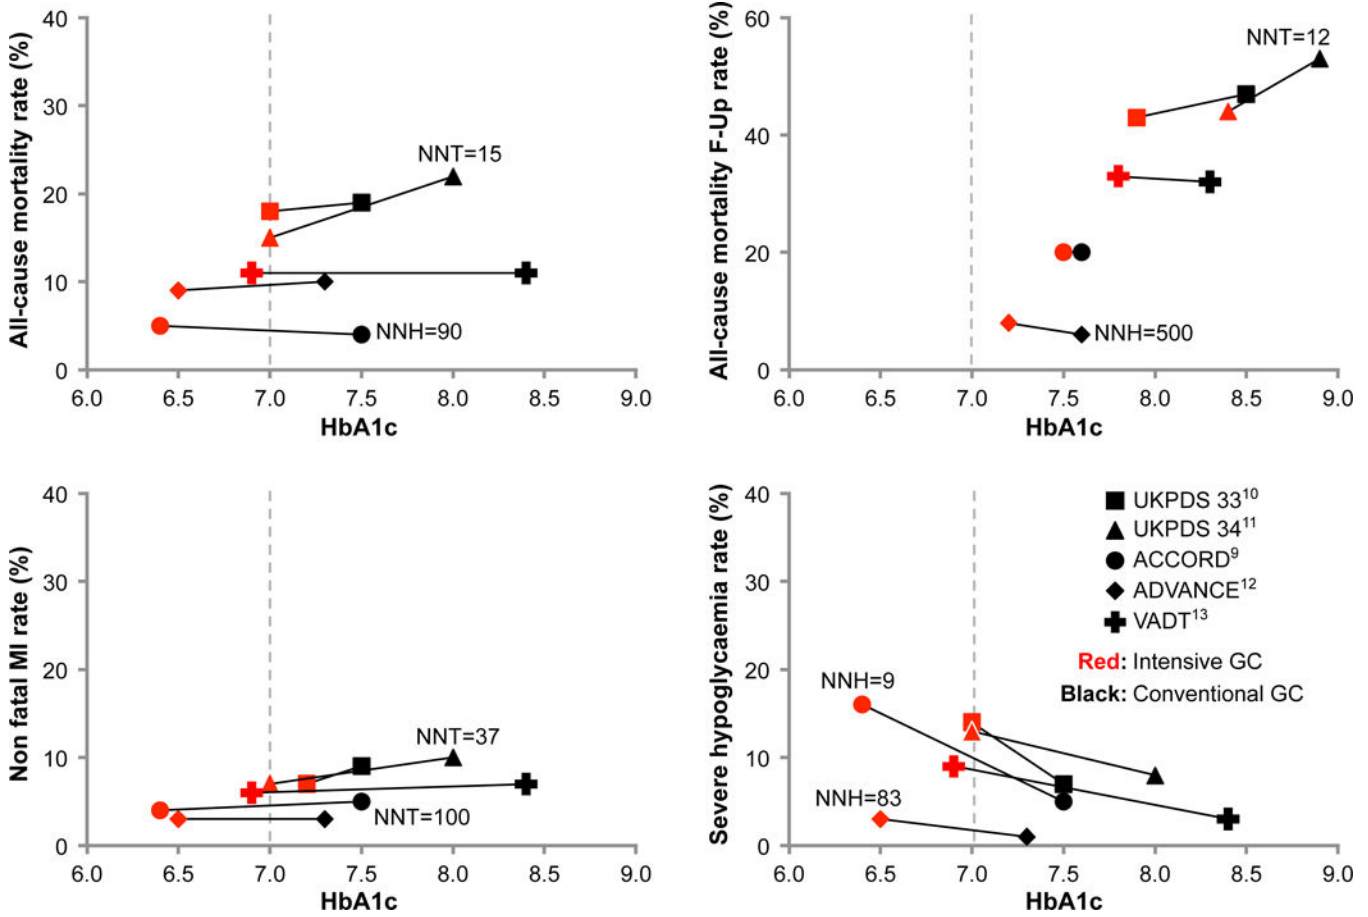 All-cause mortality rate (%)
40
30
20
10
0
NNT=15
NNH=90
6.0 6.5 7.0 7.5 8.0 8.5 9.0
HbA1c
All-cause mortality F-Up rate (%)
60
40
20
0
NNT=12
NNH=500
6.0 6.5 7.0 7.5 8.0 8.5 9.0
HbA1c
Non fatal MI rate (%)
40
30
20
10
0
NNT=37
NNT=100
6.0 6.5 7.0 7.5 8.0 8.5 9.0
HbA1c
Severe hypoglycaemia rate (%)
40
30
20
10
0
UKPDS 33¹⁰
UKPDS 34¹¹
ACCORD⁹
ADVANCE¹²
VADT¹³
Red: Intensive GC
Black: Conventional GC
NNH=9
NNH=83
6.0 6.5 7.0 7.5 8.0 8.5 9.0
HbA1c